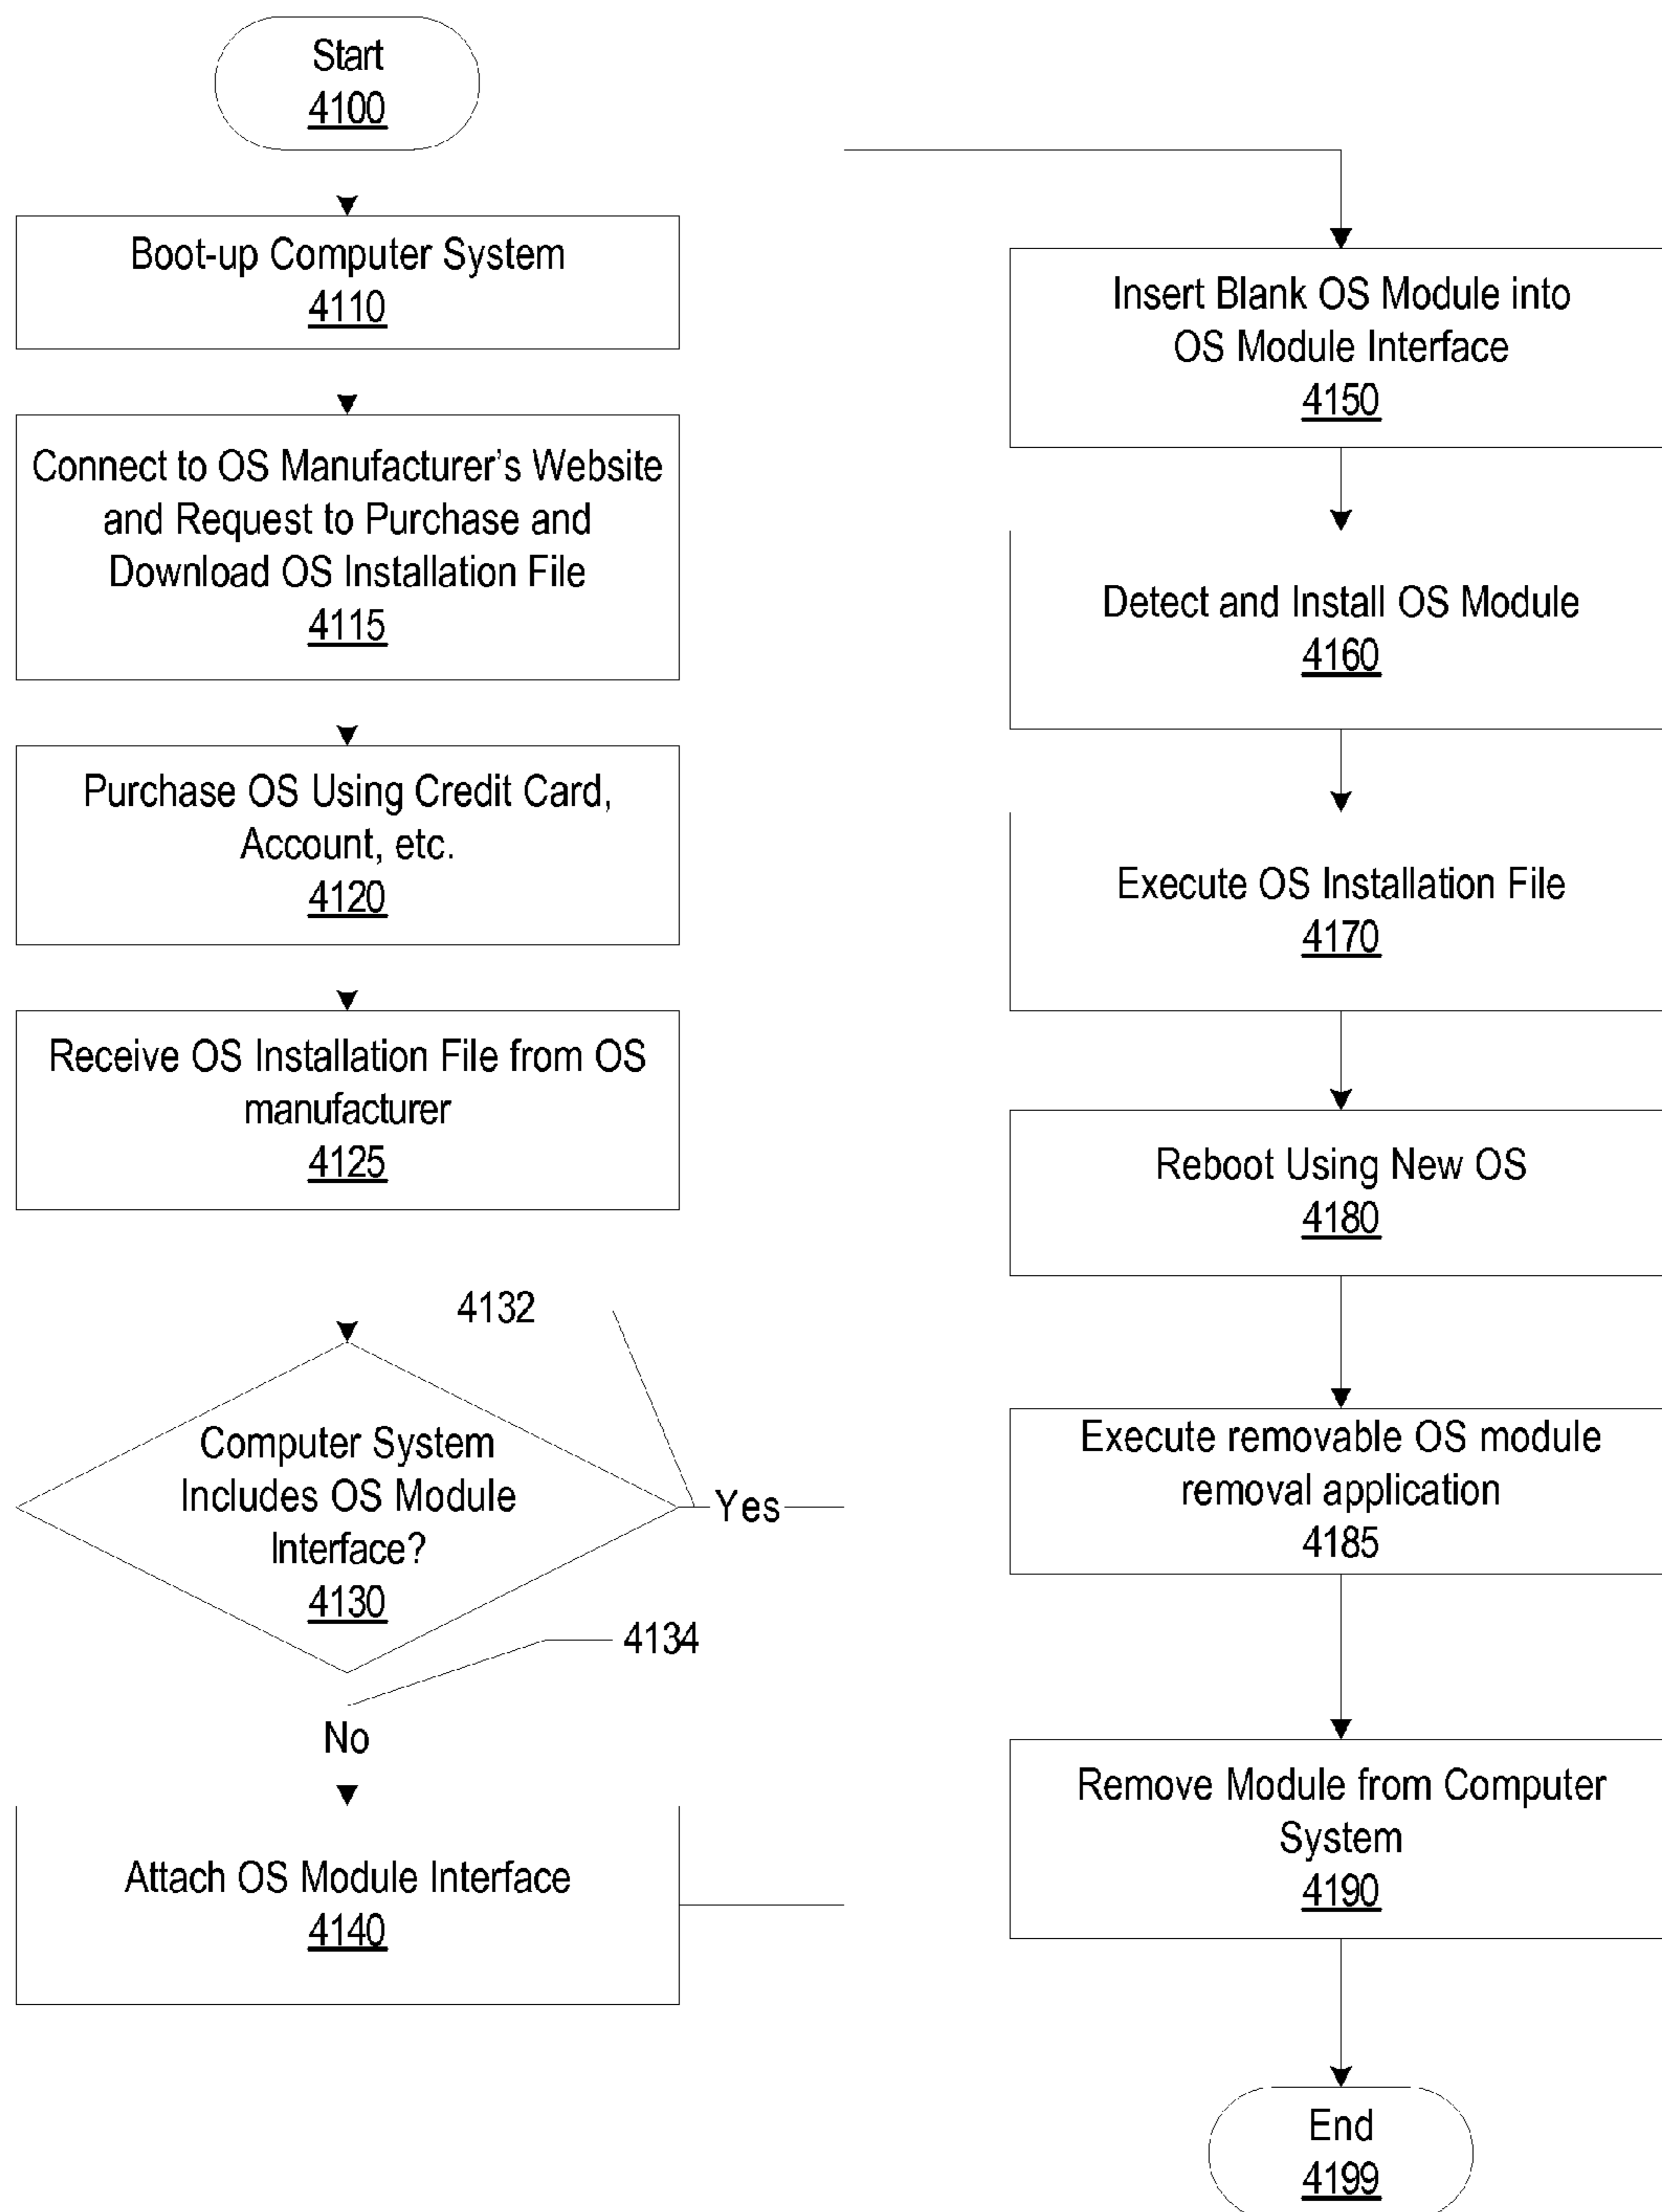 Start
4100
Boot-up Computer System
4110
Connect to OS Manufacturer's Website
and Request to Purchase and
Download OS Installation File
4115
Purchase OS Using Credit Card,
Account, etc.
4120
Receive OS Installation File from OS
manufacturer
4125
4132
Computer System
Includes OS Module
Interface?
4130
Yes
4134
No
Attach OS Module Interface
4140
Insert Blank OS Module into
OS Module Interface
4150
Detect and Install OS Module
4160
Execute OS Installation File
4170
Reboot Using New OS
4180
Execute removable OS module
removal application
4185
Remove Module from Computer
System
4190
End
4199